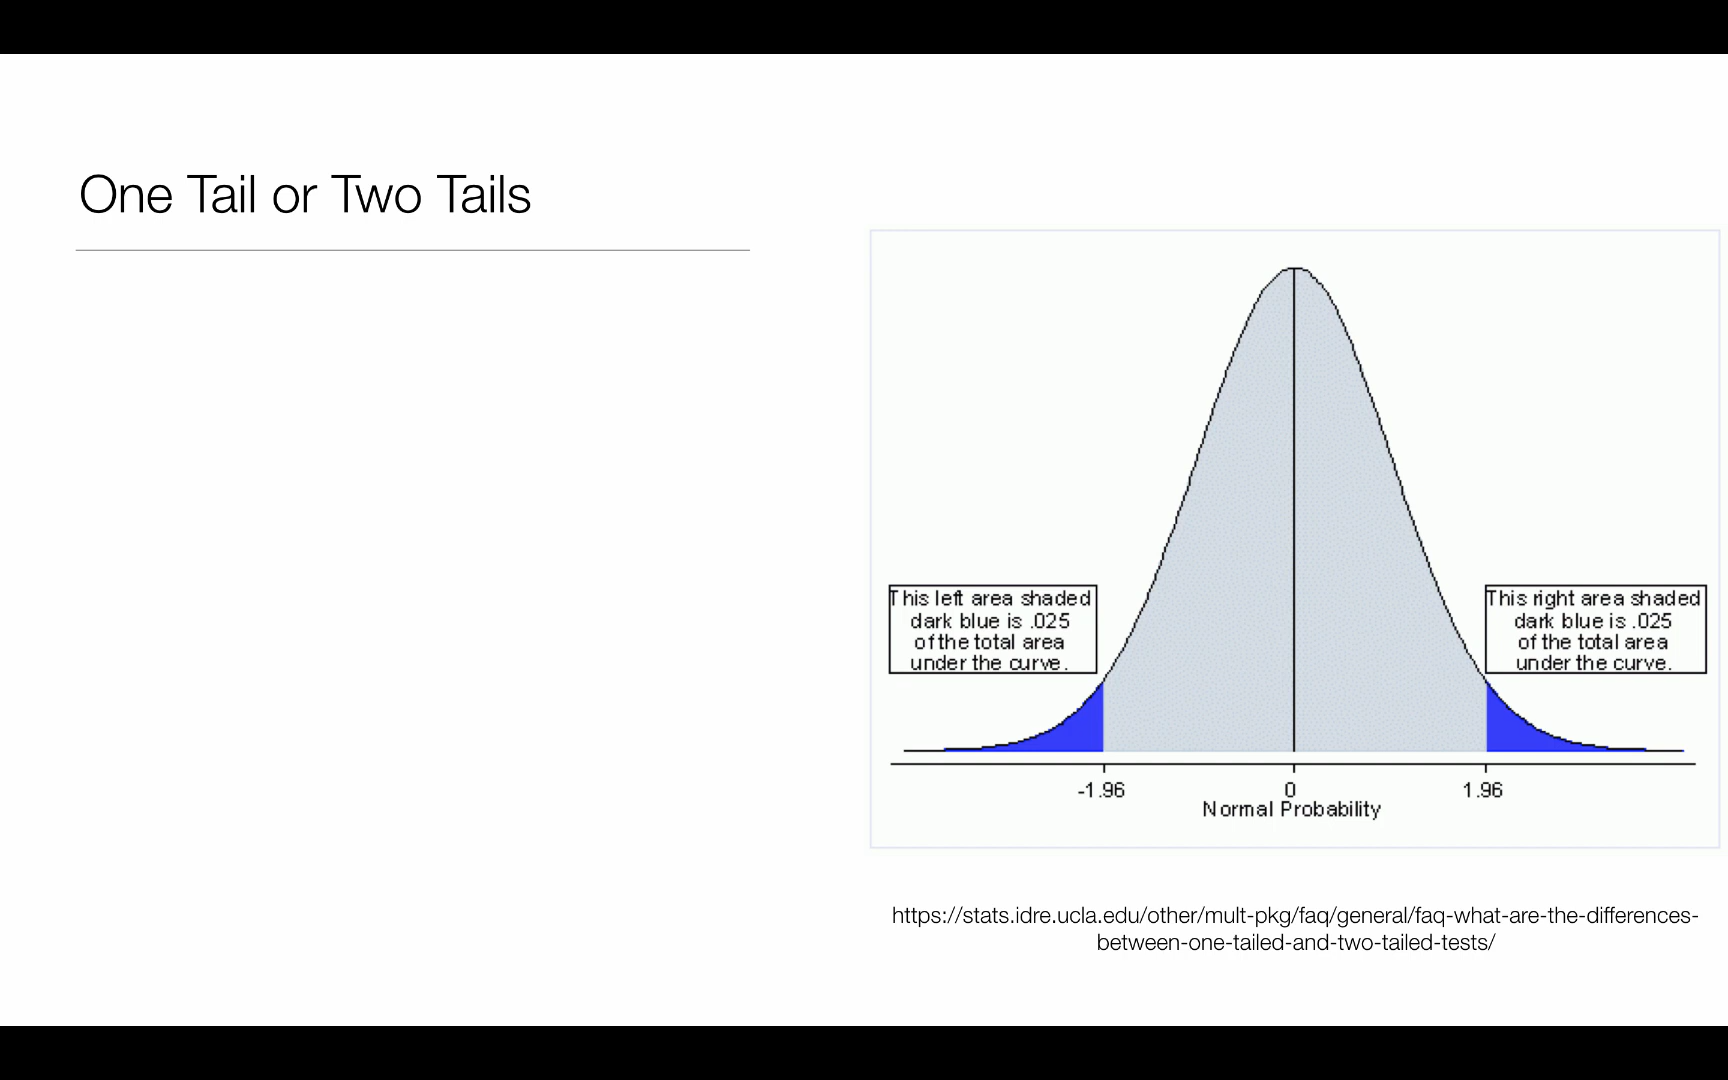 One Tail or Two Tails
This left area shaded
dark blue is .025
of the total area
under the curve.
This right area shaded
dark blue is .025
of the total area
under the curve.
-1.96 0 1.96
Normal Probability
https://stats.idre.ucla.edu/other/mult-pkg/faq/general/faq-what-are-the-differences-
between-one-tailed-and-two-tailed-tests/